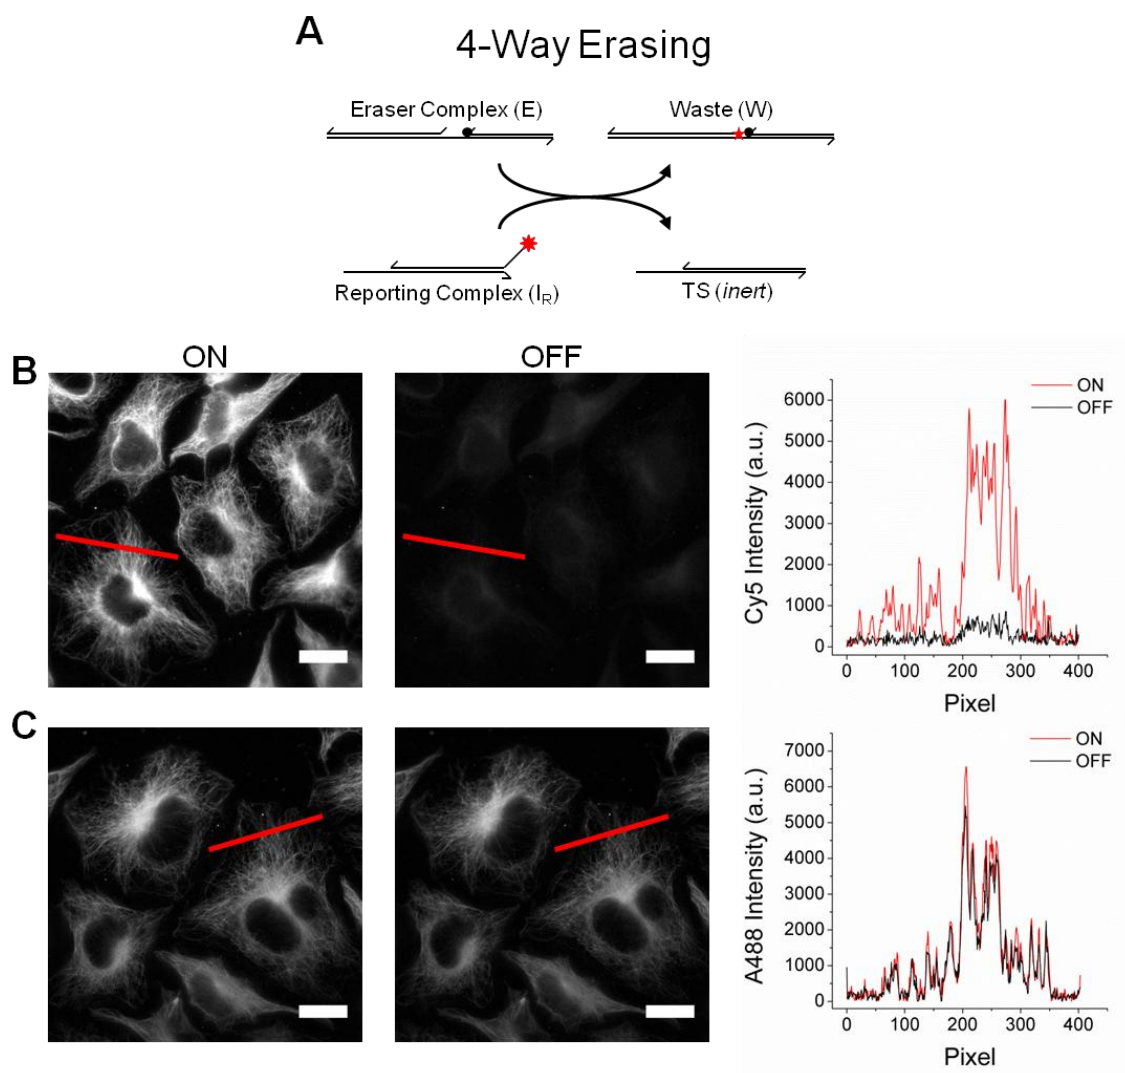 A
4-Way Erasing
Eraser Complex (E)
Waste (W)
Reporting Complex (IR)
TS (inert)
B
ON
OFF
ON
OFF
Cy5 Intensity (a.u.)
6000
5000
4000
3000
2000
1000
0
0 100 200 300 400
Pixel
C
ON
OFF
A488 Intensity (a.u.)
7000
6000
5000
4000
3000
2000
1000
0
0 100 200 300 400
Pixel